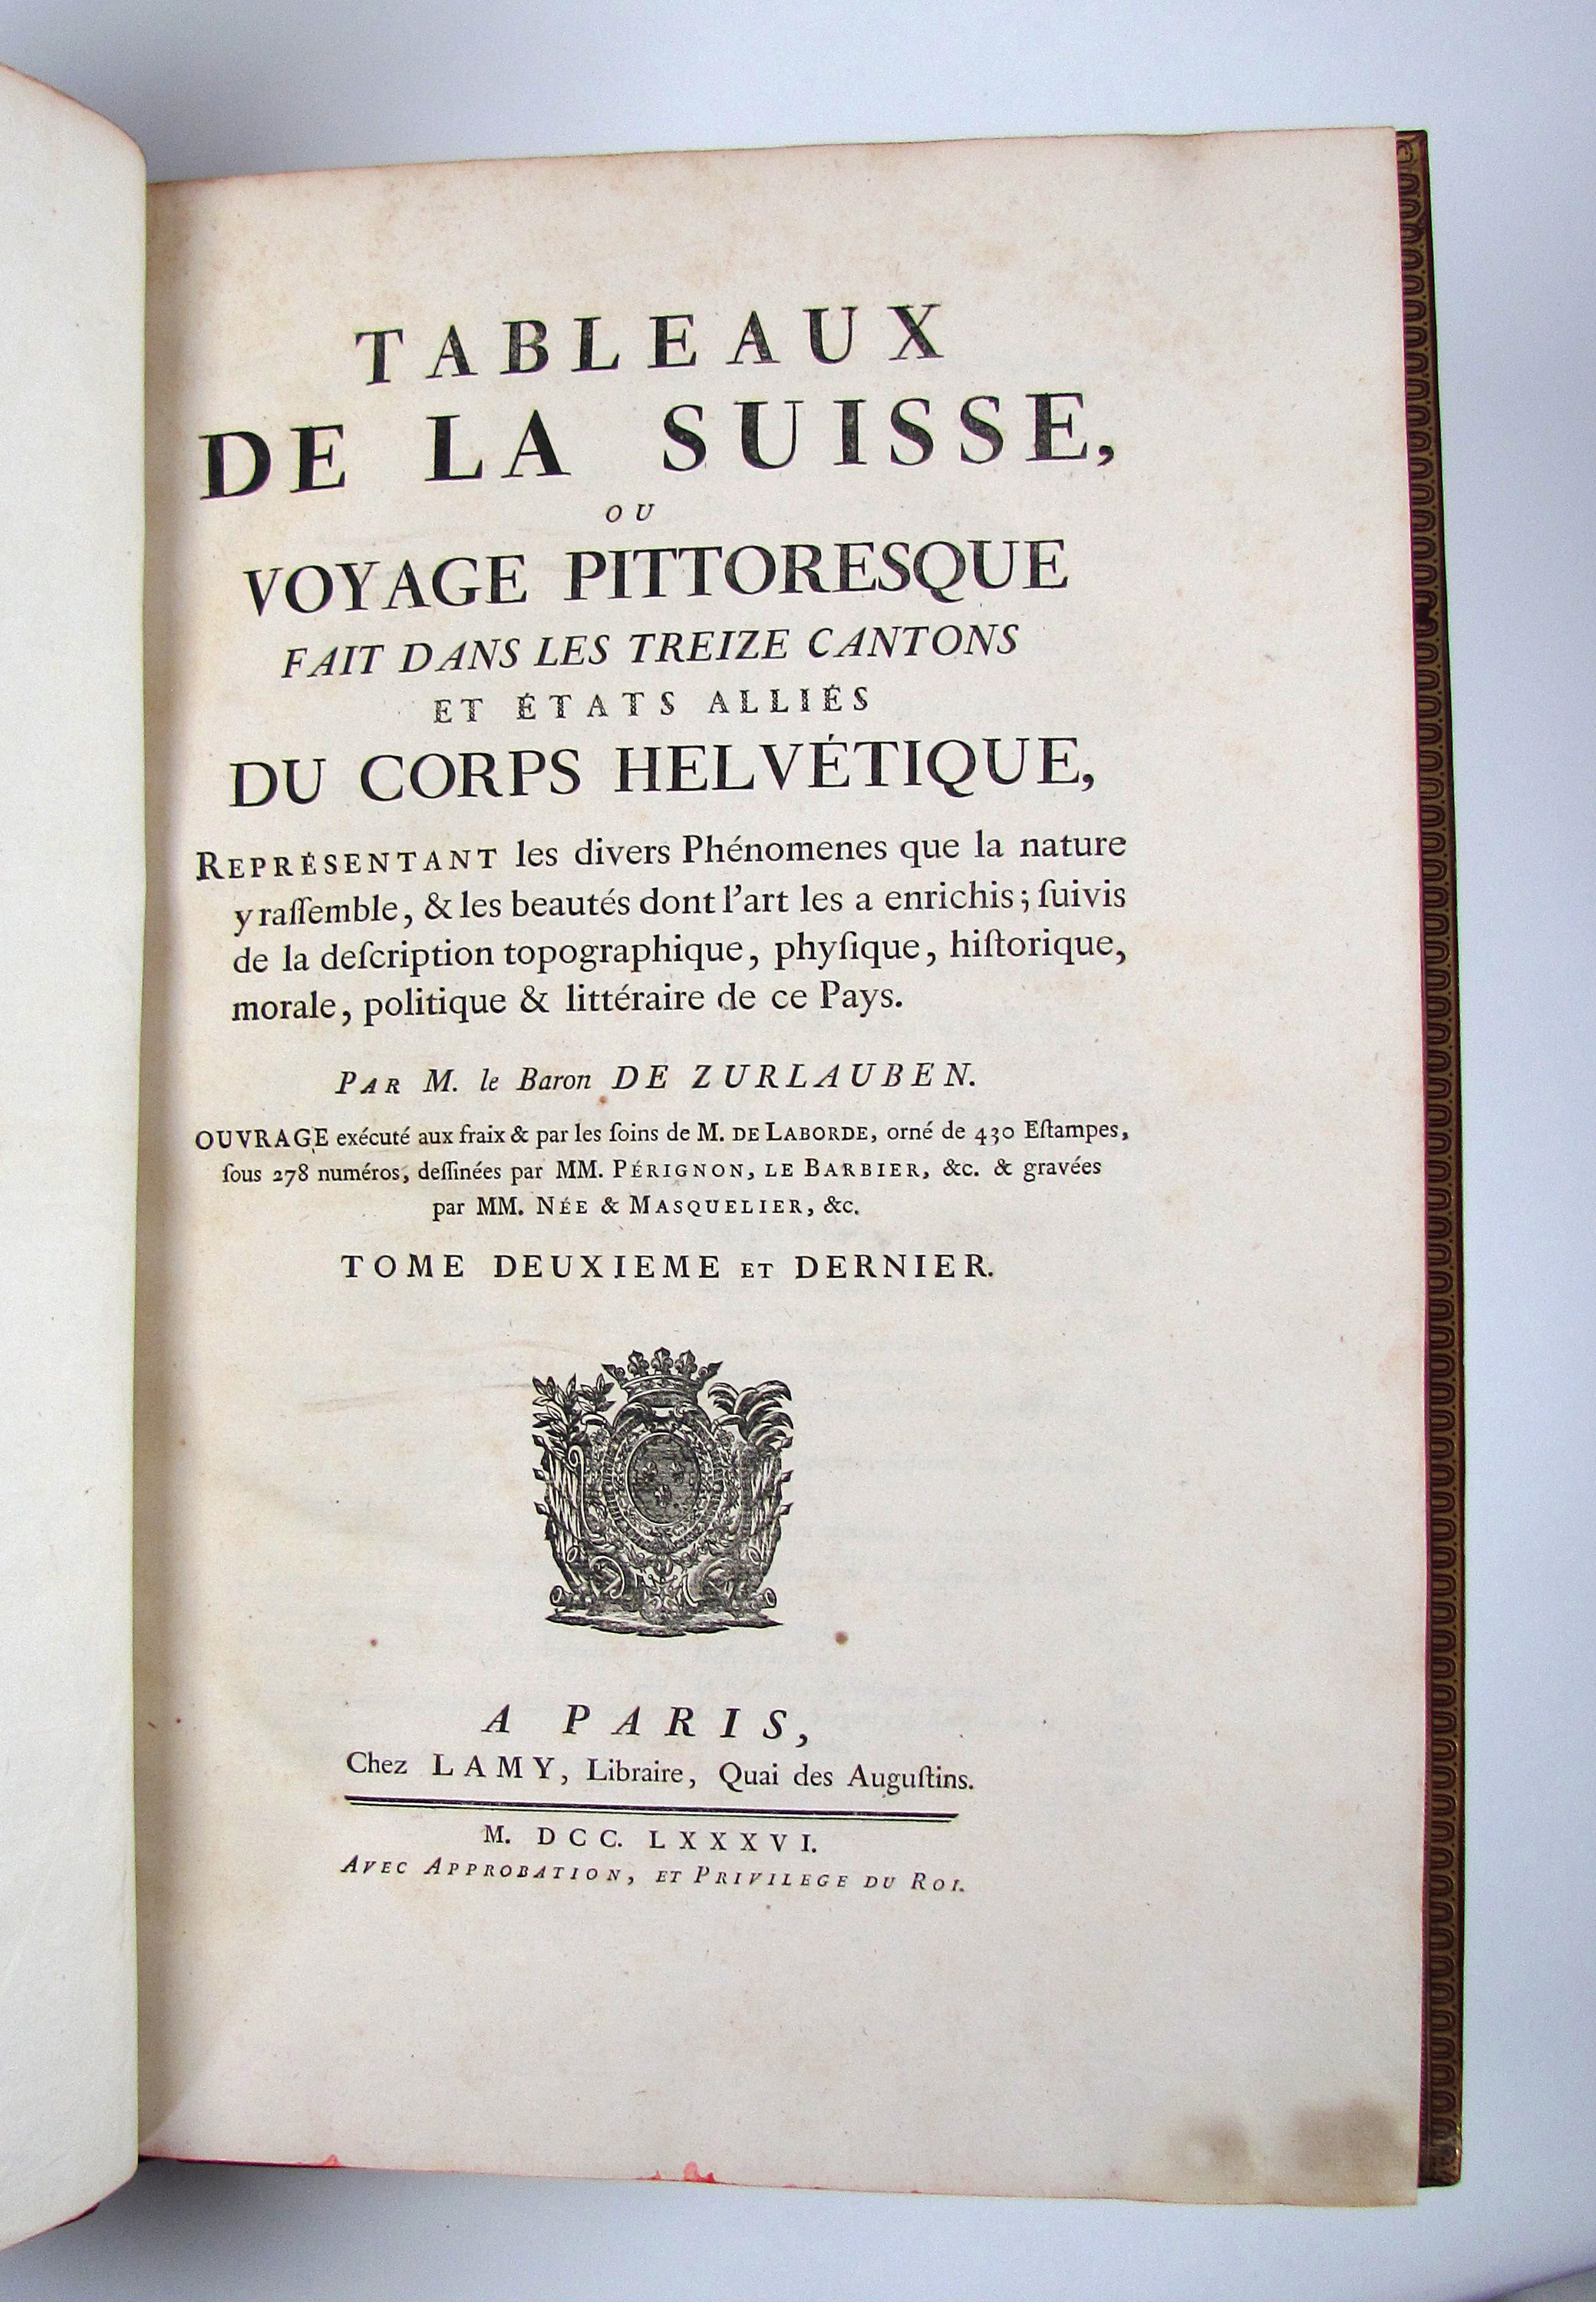 TABLEAUX
DE LA SUISSE,
OU
VOYAGE PITTORESQUE
FAIT DANS LES TREIZE CANTONS
ET ÉTATS ALLIÉS
DU CORPS HELVÉTIQUE,
REPRÉSENTANT les divers Phénomenes que la nature
y raſſemble, & les beautés dont l'art les a enrichis; ſuivis
de la deſcription topographique, phyſique, hiſtorique,
morale, politique & littéraire de ce Pays.
PAR M. le Baron DE ZURLAUBEN.
OUVRAGE exécuté aux fraix & par les ſoins de M. DE LABORDE, orné de 430 Eſtampes,
ſous 278 numéros, deſſinées par MM. PÉRIGNON, LE BARBIER, &c. & gravées
par MM. NÉE & MASQUELIER, &c.
TOME DEUXIEME ET DERNIER.
A PARIS,
Chez LAMY, Libraire, Quai des Auguſtins.
M. DCC. LXXXVI.
AVEC APPROBATION, ET PRIVILEGE DU ROI.